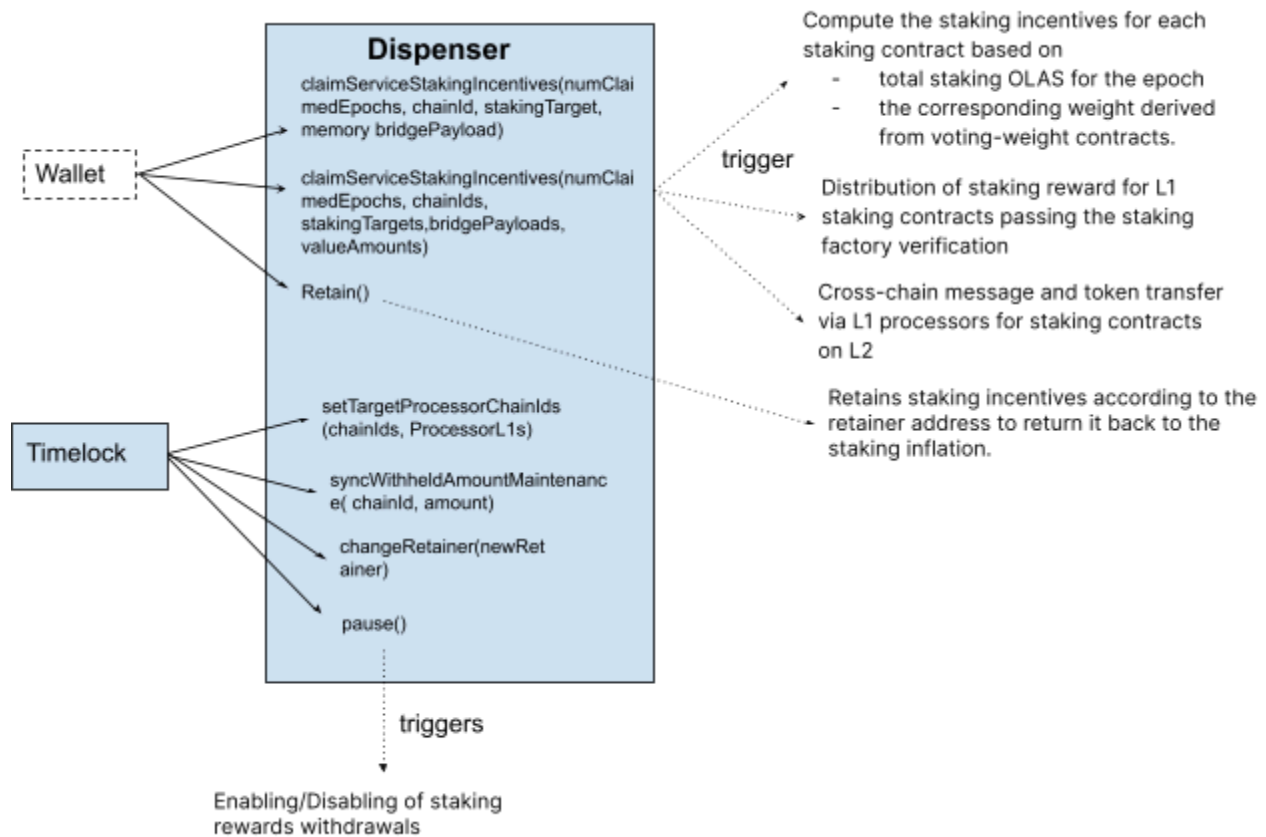 Dispenser
claimServiceStakingIncentives(numClai
medEpochs, chainId, stakingTarget,
memory bridgePayload)
Wallet
claimServiceStakingIncentives(numClai
medEpochs, chainIds,
stakingTargets,bridgePayloads,
valueAmounts)
Retain()
Compute the staking incentives for each
staking contract based on
- total staking OLAS for the epoch
- the corresponding weight derived
from voting-weight contracts.
trigger
Distribution of staking reward for L1
staking contracts passing the staking
factory verification
Cross-chain message and token transfer
via L1 processors for staking contracts
on L2
Retains staking incentives according to the
retainer address to return it back to the
staking inflation.
Timelock
setTargetProcessorChainIds
(chainIds, ProcessorL1s)
syncWithheldAmountMaintenanc
e( chainId, amount)
changeRetainer(newRet
ainer)
pause()
triggers
Enabling/Disabling of staking
rewards withdrawals